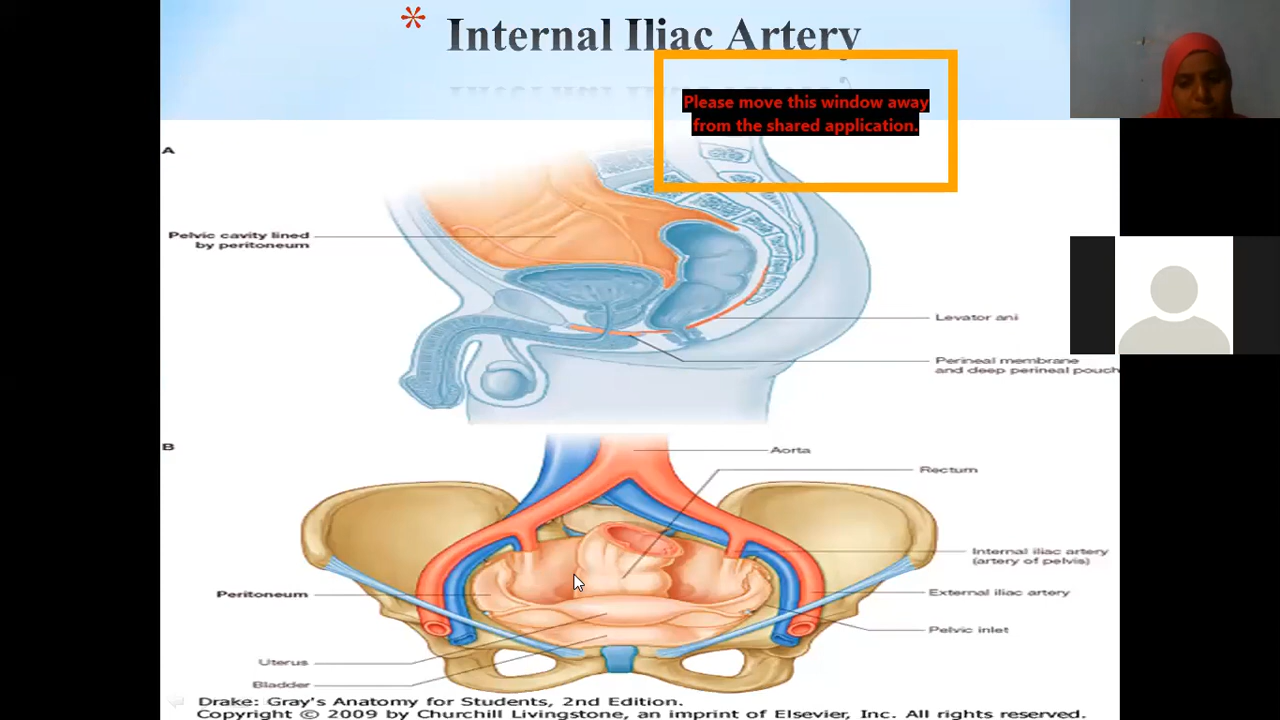 * Internal Iliac Artery
Please move this window away
from the shared application.
A
Pelvic cavity lined
by peritoneum
Levator ani
Perineal membrane
and deep perineal pouch
B
Aorta
Rectum
Internal iliac artery
(artery of pelvis)
Peritoneum
External iliac artery
Pelvic inlet
Uterus
Bladder
Drake: Gray's Anatomy for Students, 2nd Edition.
Copyright © 2009 by Churchill Livingstone, an imprint of Elsevier, Inc. All rights reserved.